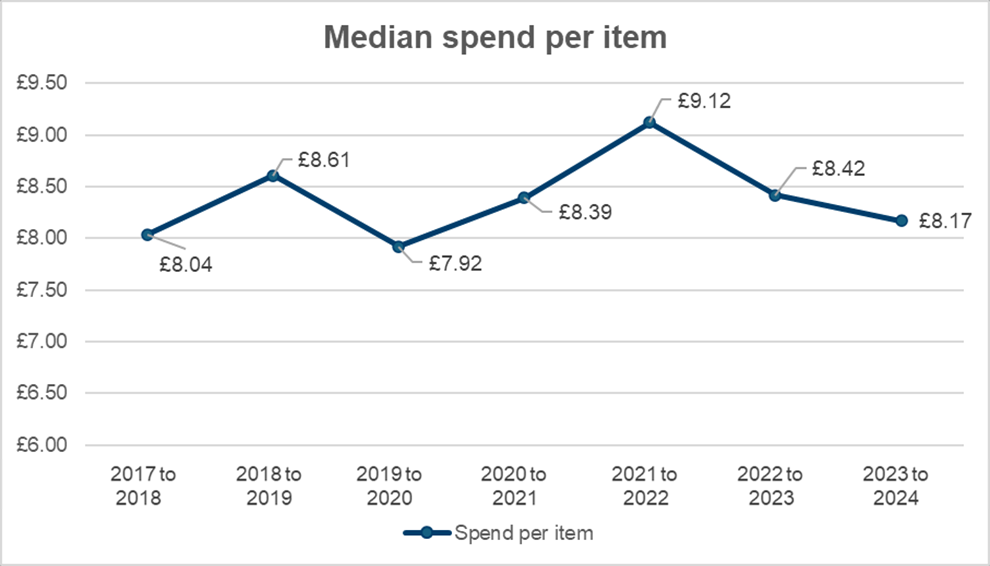 Median spend per item
£9.50
£9.00
£8.50
£8.00
£7.50
£7.00
£6.50
£6.00
£8.04
£8.61
£7.92
£8.39
£9.12
£8.42
£8.17
2017 to
2018
2018 to
2019
2019 to
2020
2020 to
2021
2021 to
2022
2022 to
2023
2023 to
2024
Spend per item